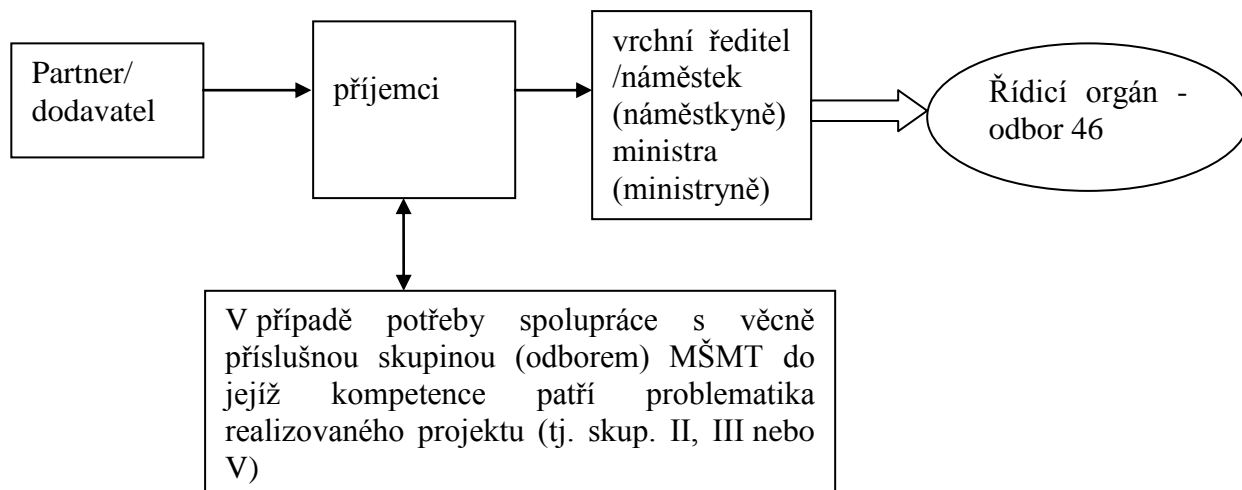 Partner/
dodavatel
příjemci
vrchní ředitel
/náměstek
(náměstkyně)
ministra
(ministryně)
Řídicí orgán -
odbor 46
V případě potřeby spolupráce s věcně
příslušnou skupinou (odborem) MŠMT do
jejíž kompetence patří problematika
realizovaného projektu (tj. skup. II, III nebo
V)